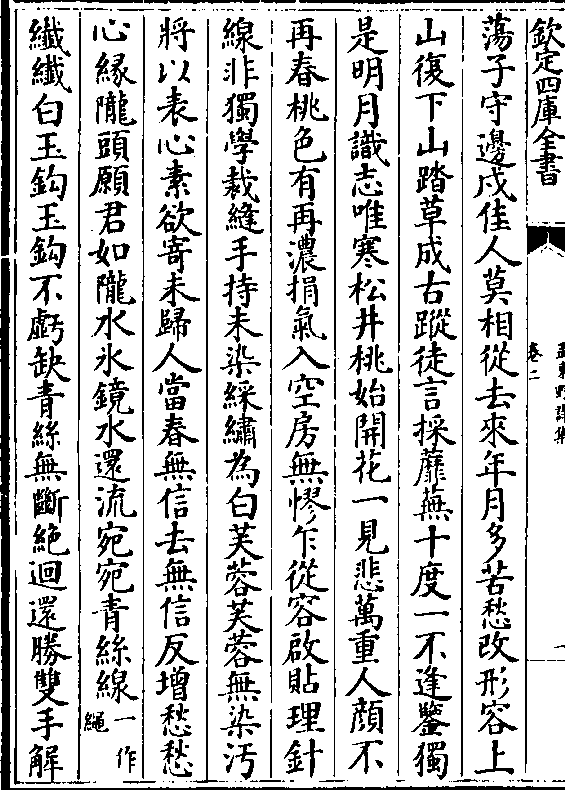 欽定四庫全書
孟東野詩集
卷二
一
蕩子守邊戍佳人莫相從去來年月多苦愁改形容上
山復下山踏草成古蹤徒言採蘼蕪十度一不逢鑒獨
是明月識志唯寒松井桃始開花一見悲萬重人顔不
再春桃色有再濃捐氣入空房無憀乍從容啟貼理針
線非獨學裁縫手持未染綵繡為白芙蓉芙蓉無染汚
將以表心素欲寄未歸人當春無信去無信反增愁愁
心緣隴頭願君如隴水氷鏡水還流宛宛青絲線一作繩
纖纖白玉鈎玉鈎不虧缺青絲無斷絶迴還勝雙手解